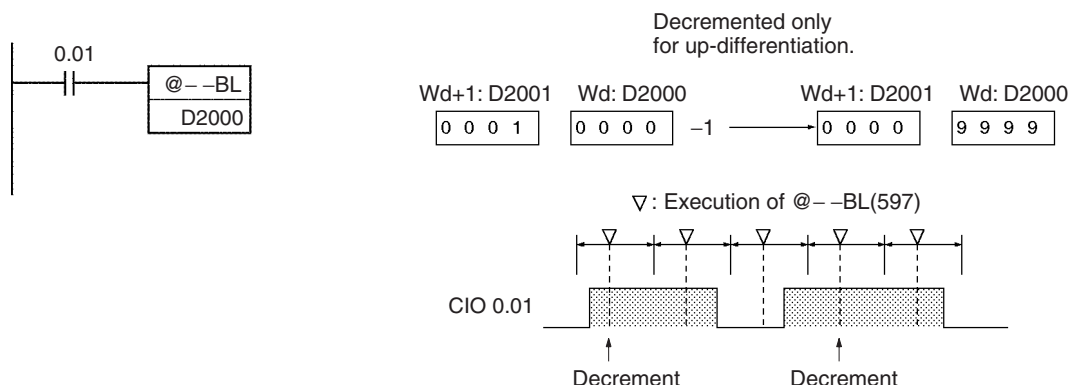 0.01
@– –BL
D2000
Decremented only
for up-differentiation.
Wd+1: D2001 Wd: D2000 Wd+1: D2001 Wd: D2000
0 0 0 1 0 0 0 0 –1 0 0 0 0 9 9 9 9
▽: Execution of @– –BL(597)
CIO 0.01
Decrement Decrement